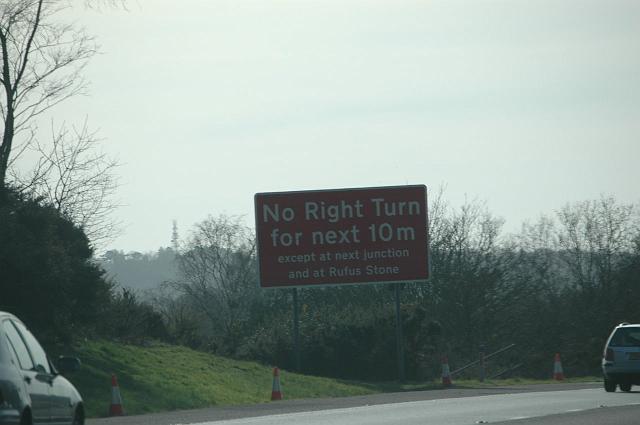 No Right Turn
for next 10m
except at next junction
and at Rufus Stone